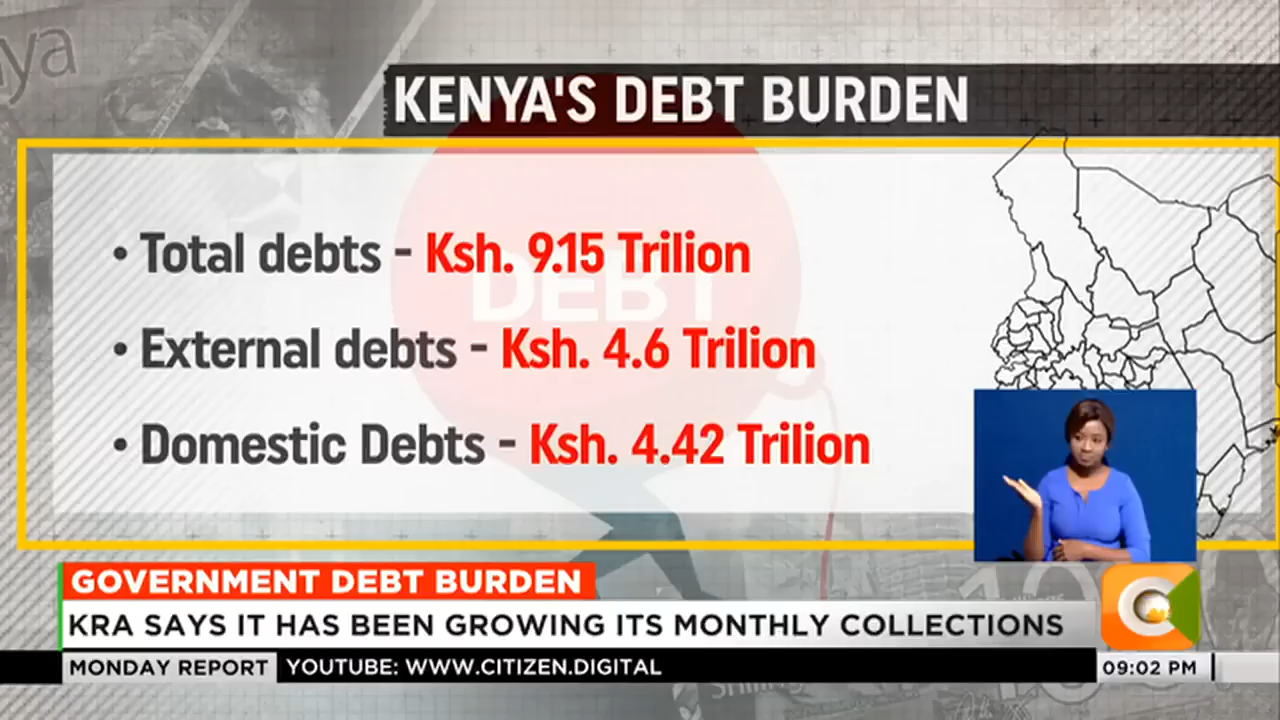 ya
KENYA'S DEBT BURDEN
DEBT
• Total debts - Ksh. 9.15 Trilion
• External debts - Ksh. 4.6 Trilion
• Domestic Debts - Ksh. 4.42 Trilion
GOVERNMENT DEBT BURDEN
KRA SAYS IT HAS BEEN GROWING ITS MONTHLY COLLECTIONS
MONDAY REPORT YOUTUBE: WWW.CITIZEN.DIGITAL 09:02 PM